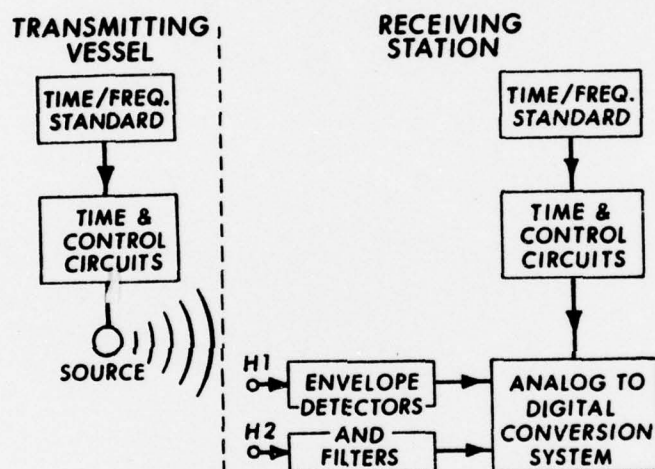 TRANSMITTING
VESSEL
TIME/FREQ.
STANDARD
TIME &
CONTROL
CIRCUITS
SOURCE
RECEIVING
STATION
TIME/FREQ.
STANDARD
TIME &
CONTROL
CIRCUITS
H1
ENVELOPE
DETECTORS
H2
AND
FILTERS
ANALOG TO
DIGITAL
CONVERSION
SYSTEM